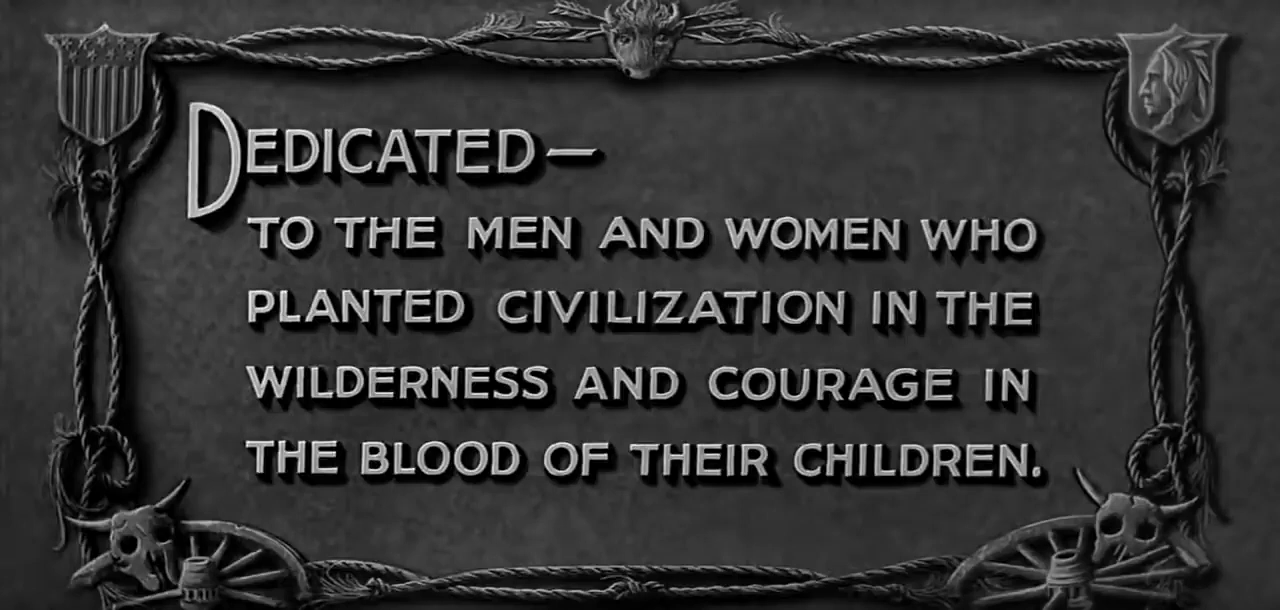 DEDICATED—
TO THE MEN AND WOMEN WHO
PLANTED CIVILIZATION IN THE
WILDERNESS AND COURAGE IN
THE BLOOD OF THEIR CHILDREN.